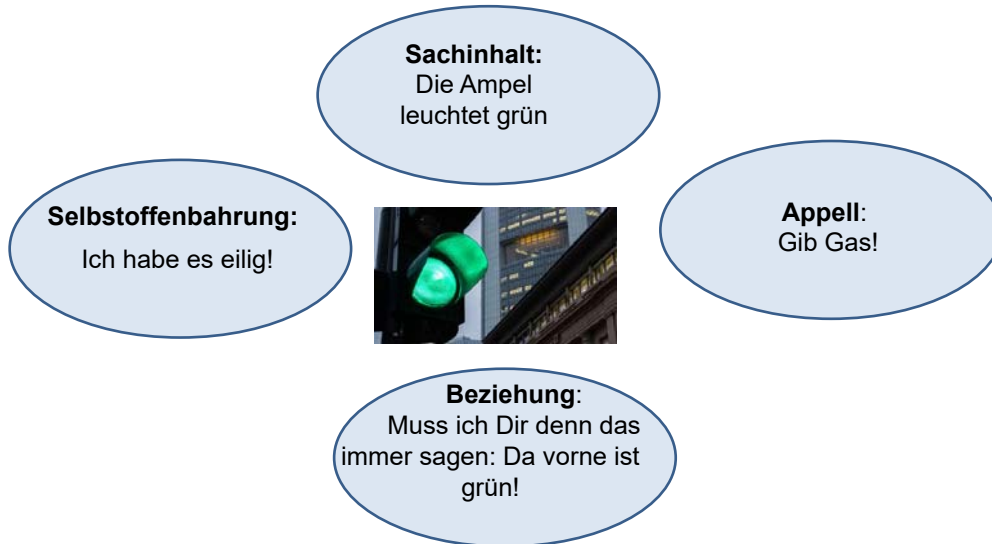 Sachinhalt:
Die Ampel
leuchtet grün
Selbstoffenbahrung:
Ich habe es eilig!
Appell:
Gib Gas!
Beziehung:
Muss ich Dir denn das
immer sagen: Da vorne ist
grün!